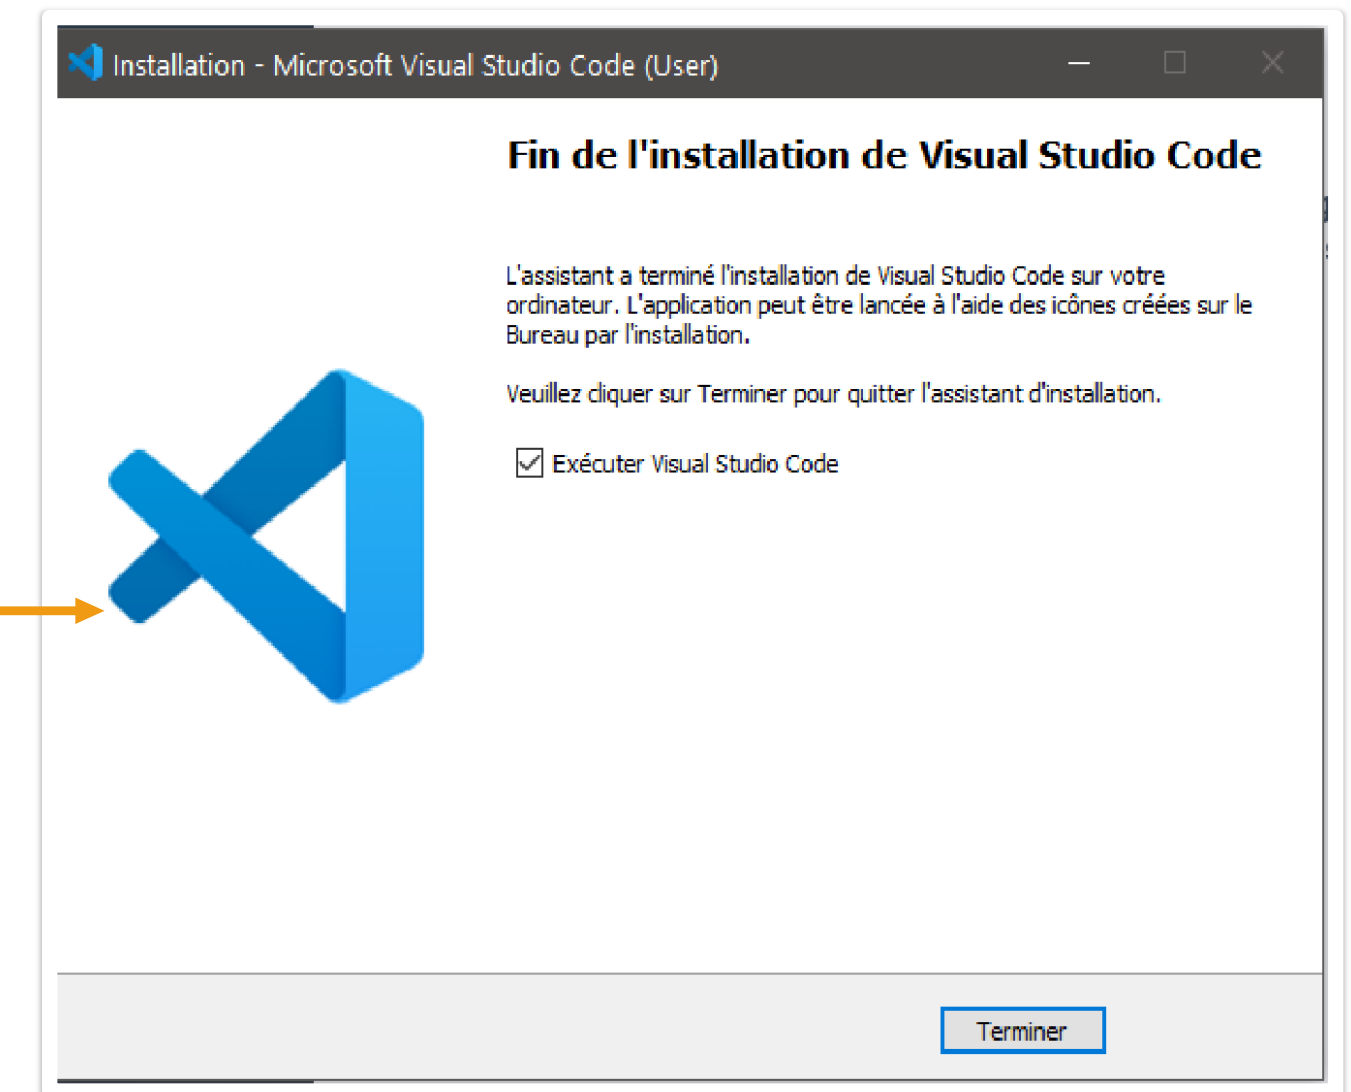 Installation - Microsoft Visual Studio Code (User)
Fin de l'installation de Visual Studio Code
L'assistant a terminé l'installation de Visual Studio Code sur votre
ordinateur. L'application peut être lancée à l'aide des icônes créées sur le
Bureau par l'installation.
Veuillez cliquer sur Terminer pour quitter l'assistant d'installation.
Exécuter Visual Studio Code
Terminer